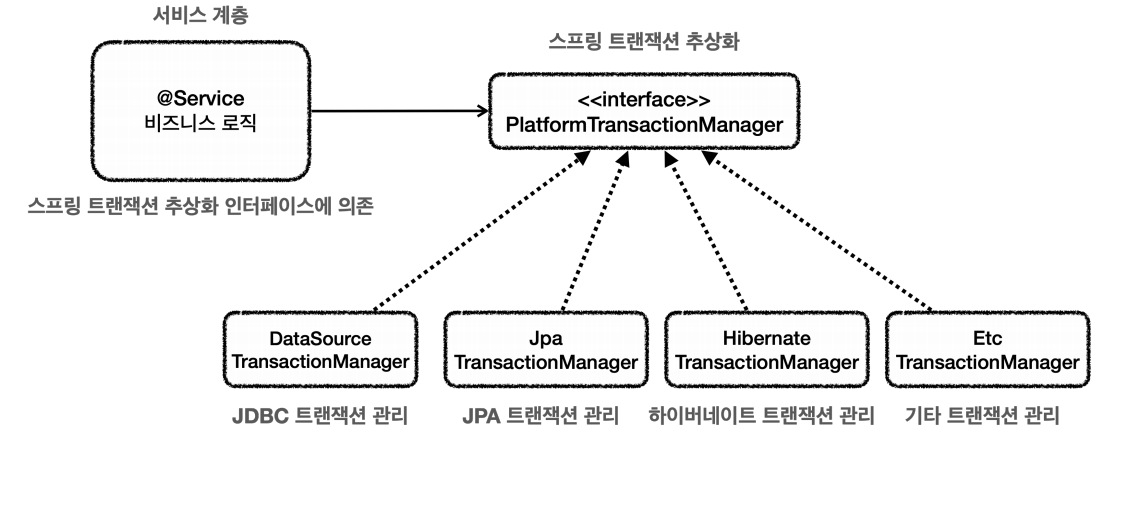 서비스 계층
@Service
비즈니스 로직
스프링 트랜잭션 추상화 인터페이스에 의존
스프링 트랜잭션 추상화
<<interface>>
PlatformTransactionManager
DataSource
TransactionManager
JDBC 트랜잭션 관리
Jpa
TransactionManager
JPA 트랜잭션 관리
Hibernate
TransactionManager
하이버네이트 트랜잭션 관리
Etc
TransactionManager
기타 트랜잭션 관리